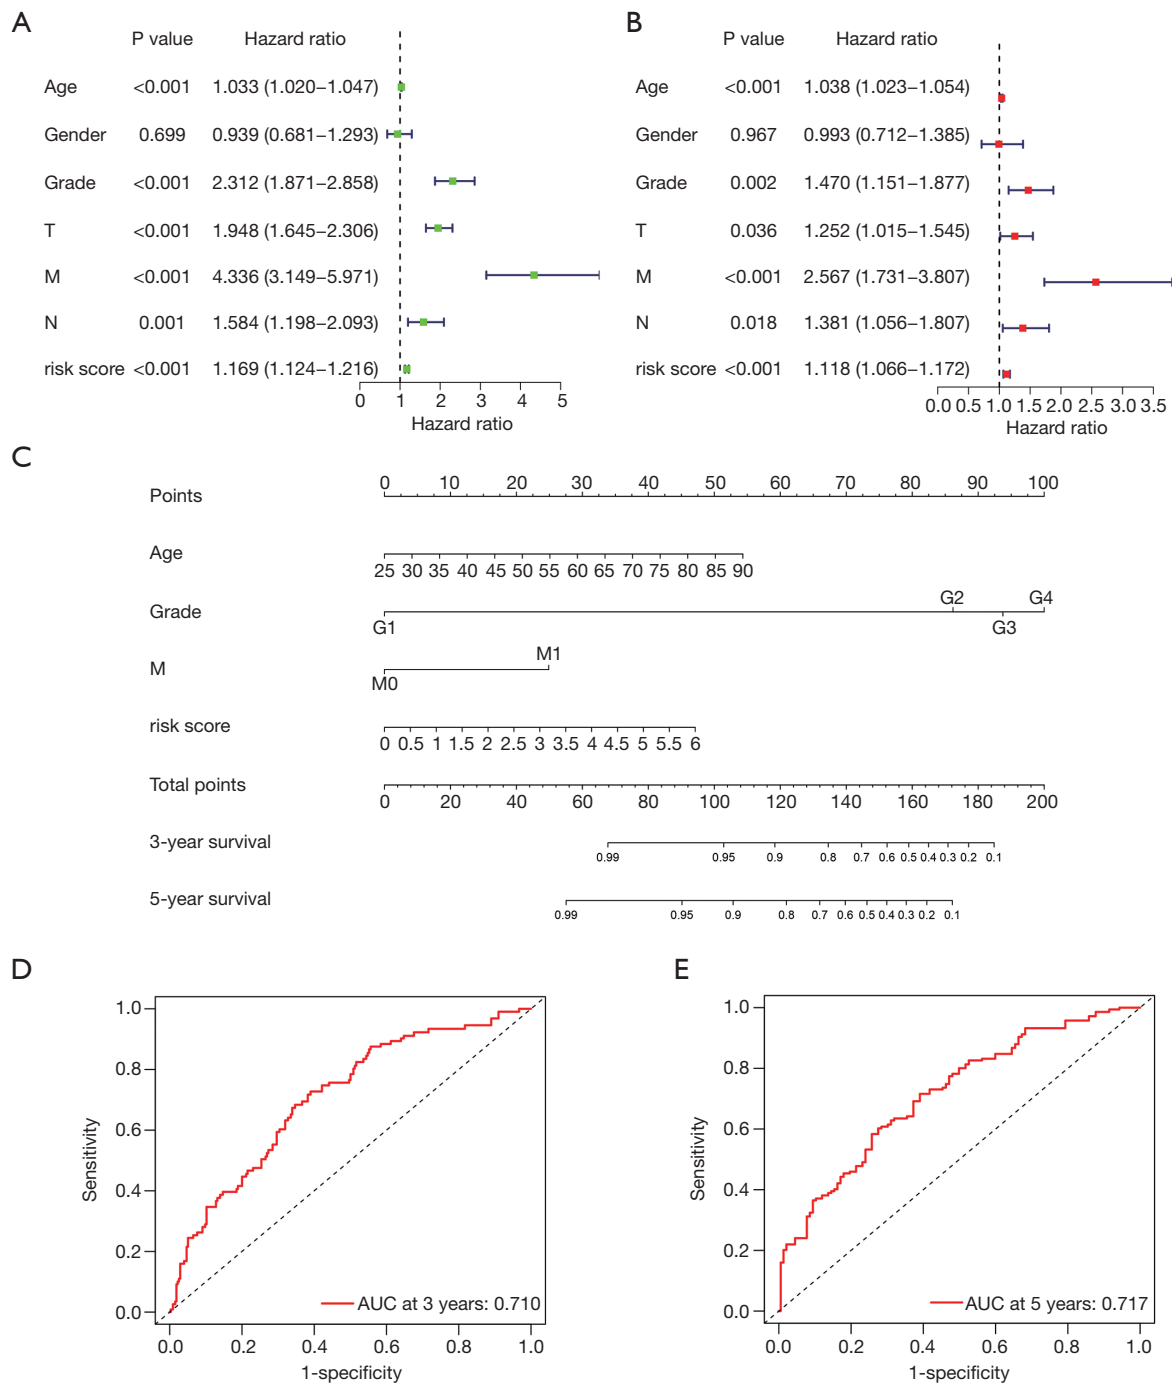 A
P value Hazard ratio
Age <0.001 1.033 (1.020–1.047)
Gender 0.699 0.939 (0.681–1.293)
Grade <0.001 2.312 (1.871–2.858)
T <0.001 1.948 (1.645–2.306)
M <0.001 4.336 (3.149–5.971)
N 0.001 1.584 (1.198–2.093)
risk score <0.001 1.169 (1.124–1.216)
0 1 2 3 4 5
Hazard ratio
B
P value Hazard ratio
Age <0.001 1.038 (1.023–1.054)
Gender 0.967 0.993 (0.712–1.385)
Grade 0.002 1.470 (1.151–1.877)
T 0.036 1.252 (1.015–1.545)
M <0.001 2.567 (1.731–3.807)
N 0.018 1.381 (1.056–1.807)
risk score <0.001 1.118 (1.066–1.172)
0.0 0.5 1.0 1.5 2.0 2.5 3.0 3.5
Hazard ratio
C
Points 0 10 20 30 40 50 60 70 80 90 100
Age
25 30 35 40 45 50 55 60 65 70 75 80 85 90
G2 G4
Grade
G1 G3
M1
M
M0
risk score
0 0.5 1 1.5 2 2.5 3 3.5 4 4.5 5 5.5 6
Total points
0 20 40 60 80 100 120 140 160 180 200
3-year survival
0.99 0.95 0.9 0.8 0.7 0.6 0.5 0.4 0.3 0.2 0.1
5-year survival
0.99 0.95 0.9 0.8 0.7 0.6 0.5 0.4 0.3 0.2 0.1
D
Sensitivity
1.0
0.8
0.6
0.4
0.2
0.0
AUC at 3 years: 0.710
0.0 0.2 0.4 0.6 0.8 1.0
1-specificity
E
Sensitivity
1.0
0.8
0.6
0.4
0.2
0.0
AUC at 5 years: 0.717
0.0 0.2 0.4 0.6 0.8 1.0
1-specificity